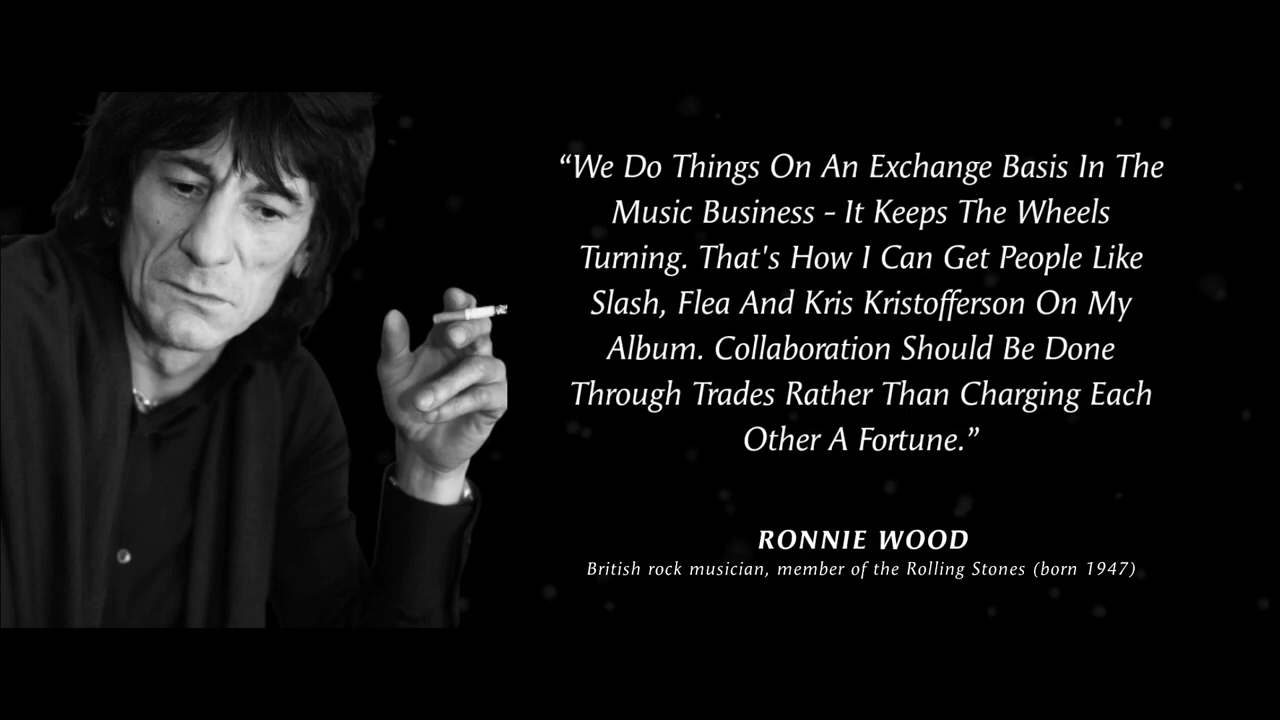 “We Do Things On An Exchange Basis In The
Music Business - It Keeps The Wheels
Turning. That's How I Can Get People Like
Slash, Flea And Kris Kristofferson On My
Album. Collaboration Should Be Done
Through Trades Rather Than Charging Each
Other A Fortune.”
RONNIE WOOD
British rock musician, member of the Rolling Stones (born 1947)